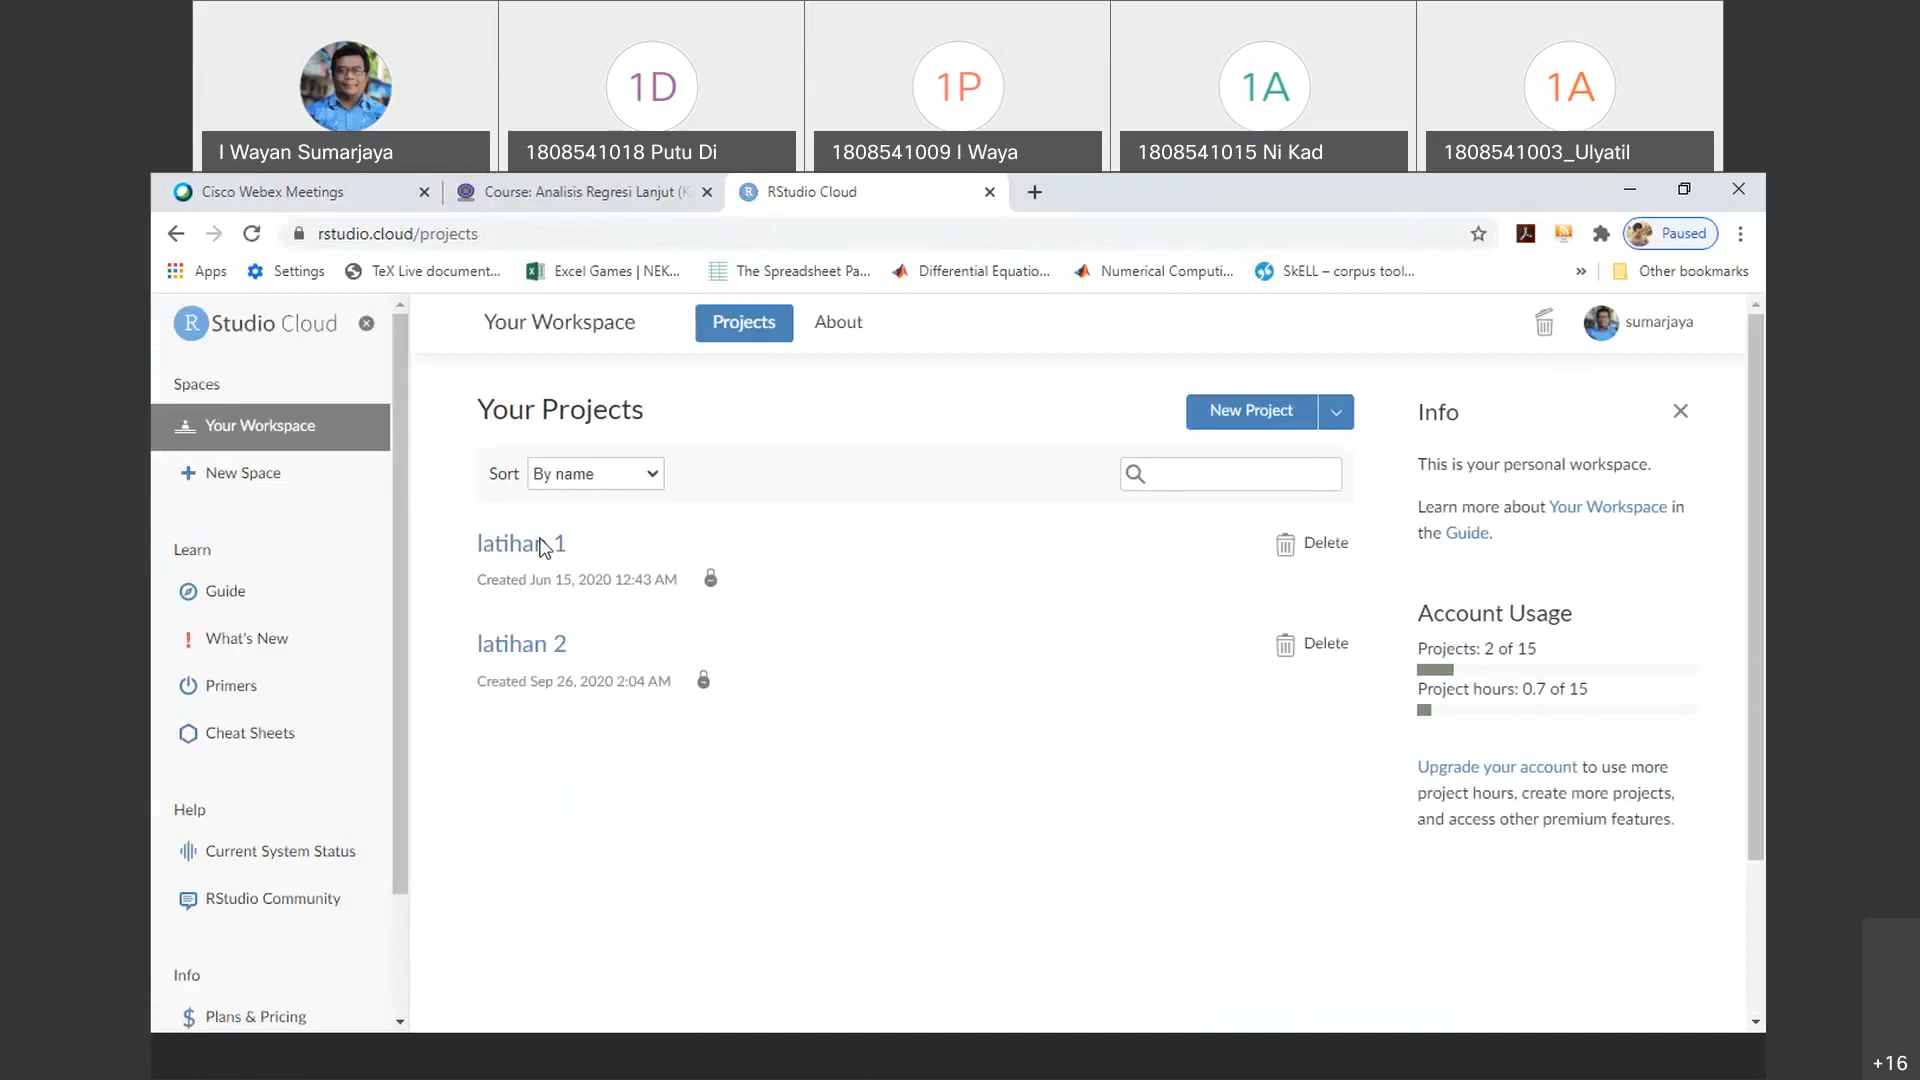 1D
1P
1A
1A
I Wayan Sumarjaya
1808541018 Putu Di
1808541009 I Waya
1808541015 Ni Kad
1808541003_Ulyatil
Cisco Webex Meetings
Course: Analisis Regresi Lanjut (K
RStudio Cloud
rstudio.cloud/projects
Paused
Apps
Settings
TeX Live document...
Excel Games | NEK...
The Spreadsheet Pa...
Differential Equatio...
Numerical Computi...
SkELL – corpus tool...
»
Other bookmarks
R Studio Cloud
Your Workspace
Projects
About
sumarjaya
Spaces
Your Workspace
New Space
Learn
Guide
What's New
Primers
Cheat Sheets
Help
Current System Status
RStudio Community
Info
Plans & Pricing
Your Projects
New Project
Sort By name
latihan 1
Delete
Created Jun 15, 2020 12:43 AM
latihan 2
Delete
Created Sep 26, 2020 2:04 AM
Info
This is your personal workspace.
Learn more about Your Workspace in
the Guide.
Account Usage
Projects: 2 of 15
Project hours: 0.7 of 15
Upgrade your account to use more
project hours, create more projects,
and access other premium features.
+16